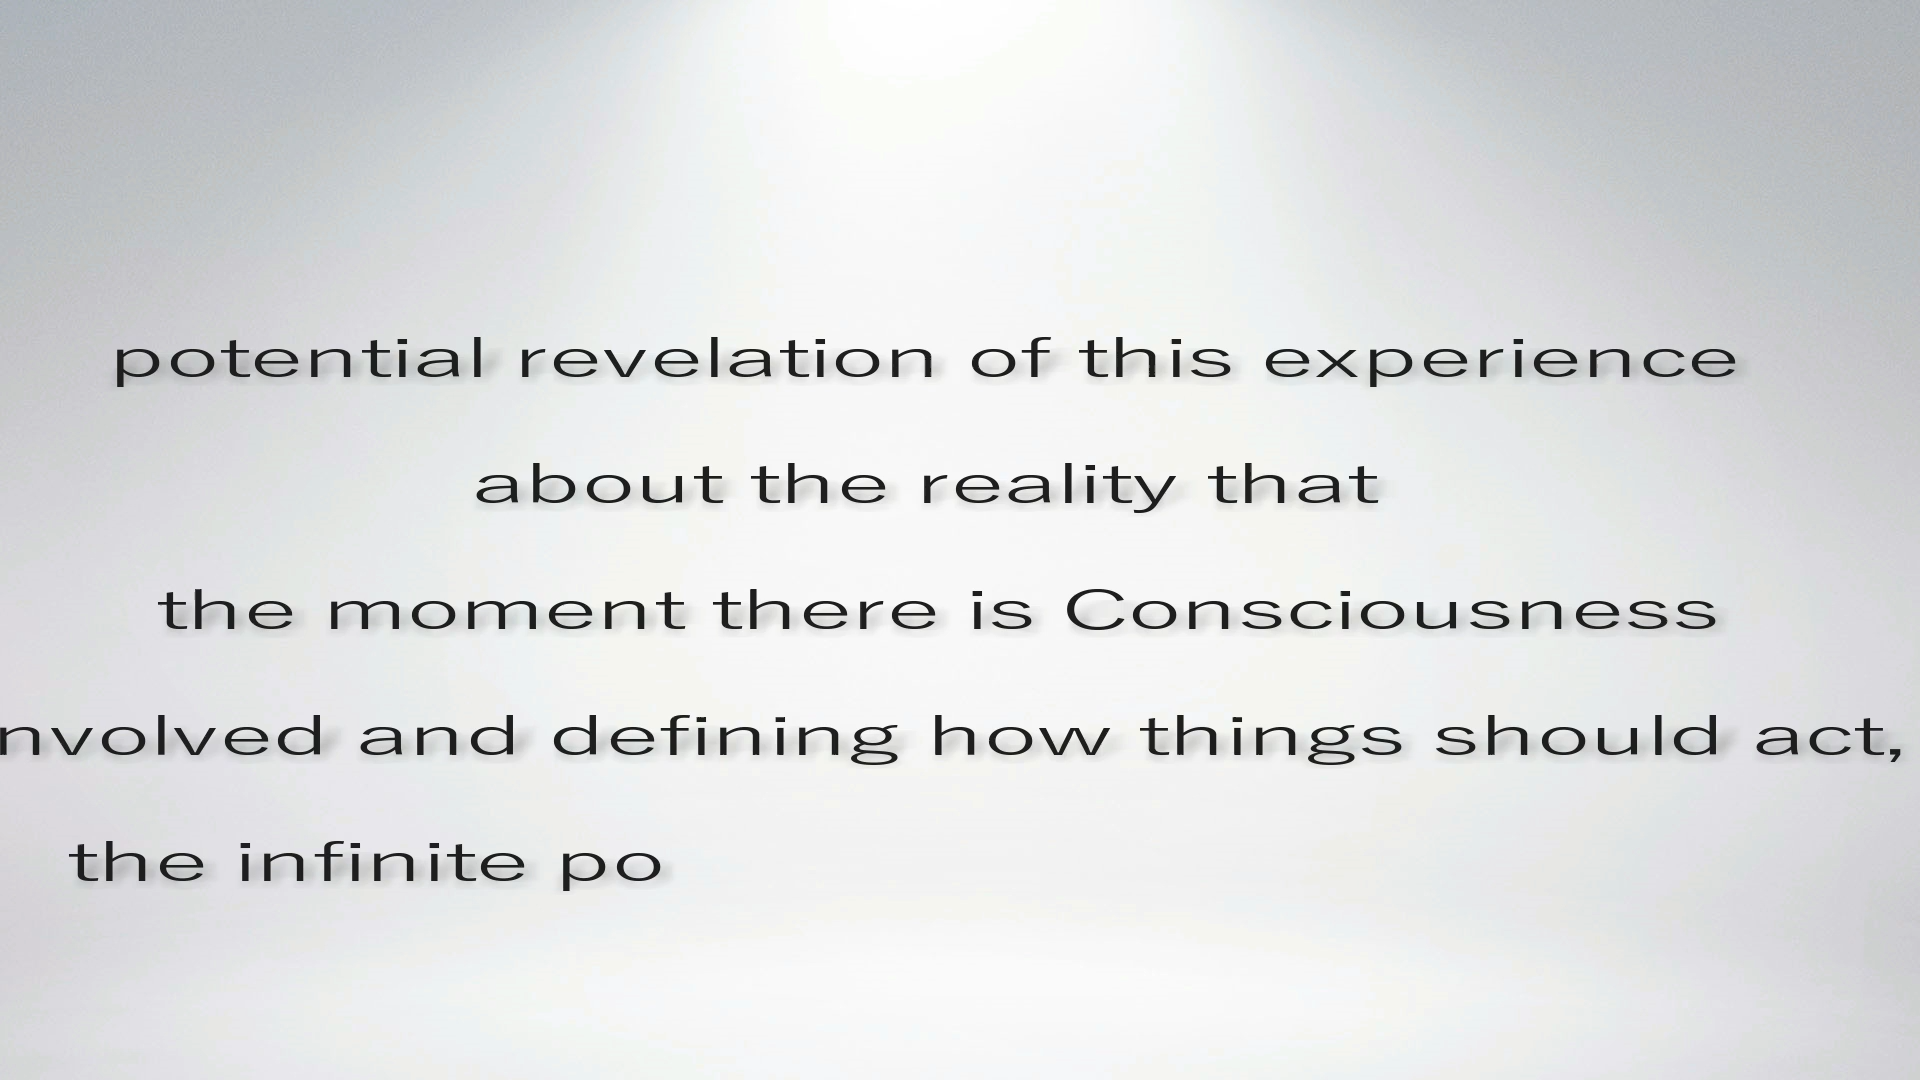 potential revelation of this experience
about the reality that
the moment there is Consciousness
nvolved and defining how things should act,
the infinite po